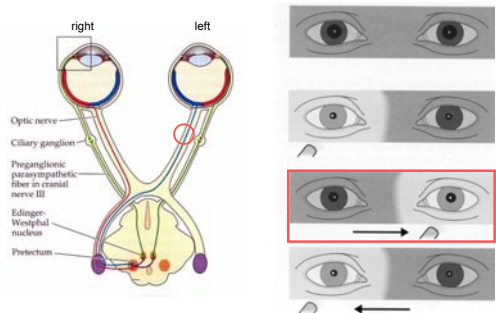 right
left
Optic nerve
Ciliary ganglion
Preganglionic
parasympathetic
fiber in cranial
nerve III
Edinger-
Westphal
nucleus
Pretectum